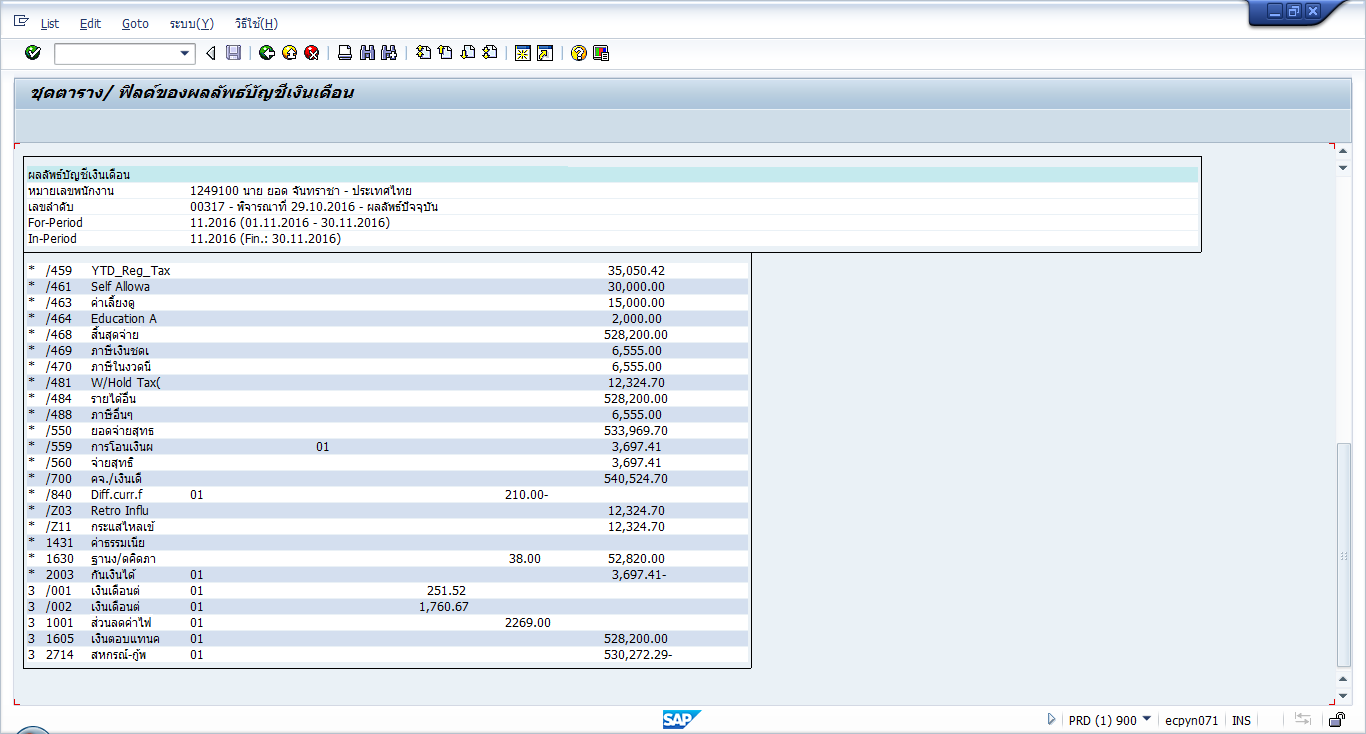 List Edit Goto ระบบ(Y) วิธีใช้(H)
ชุดตาราง/ ฟิลด์ของผลลัพธ์บัญชีเงินเดือน
ผลลัพธ์บัญชีเงินเดือน
หมายเลขพนักงาน 1249100 นาย ยอด จันทราชา - ประเทศไทย
เลขลำดับ 00317 - พิจารณาที่ 29.10.2016 - ผลลัพธ์ปัจจุบัน
For-Period 11.2016 (01.11.2016 - 30.11.2016)
In-Period 11.2016 (Fin.: 30.11.2016)
* /459 YTD_Reg_Tax 35,050.42
* /461 Self Allowa 30,000.00
* /463 ค่าเลี้ยงดู 15,000.00
* /464 Education A 2,000.00
* /468 สิ้นสุดจ่าย 528,200.00
* /469 ภาษีเงินชดเ 6,555.00
* /470 ภาษีในงวดนี้ 6,555.00
* /481 W/Hold Tax( 12,324.70
* /484 รายได้อื่น 528,200.00
* /488 ภาษีอื่นๆ 6,555.00
* /550 ยอดจ่ายสุทธ 533,969.70
* /559 การโอนเงินผ 01 3,697.41
* /560 จ่ายสุทธิ 3,697.41
* /700 คจ./เงินเดื 540,524.70
* /840 Diff.curr.f 01 210.00-
* /Z03 Retro Influ 12,324.70
* /Z11 กระแสไหลเข้ 12,324.70
* 1431 ค่าธรรมเนีย
* 1630 ฐานง/ดคิดภา 38.00 52,820.00
* 2003 กันเงินได้ 01 3,697.41-
3 /001 เงินเดือนต่ 01 251.52
3 /002 เงินเดือนต่ 01 1,760.67
3 1001 ส่วนลดค่าไฟ 01 2269.00
3 1605 เงินตอบแทนค 01 528,200.00
3 2714 สหกรณ์-กู้พ 01 530,272.29-
SAP PRD (1) 900 ecpyn071 INS